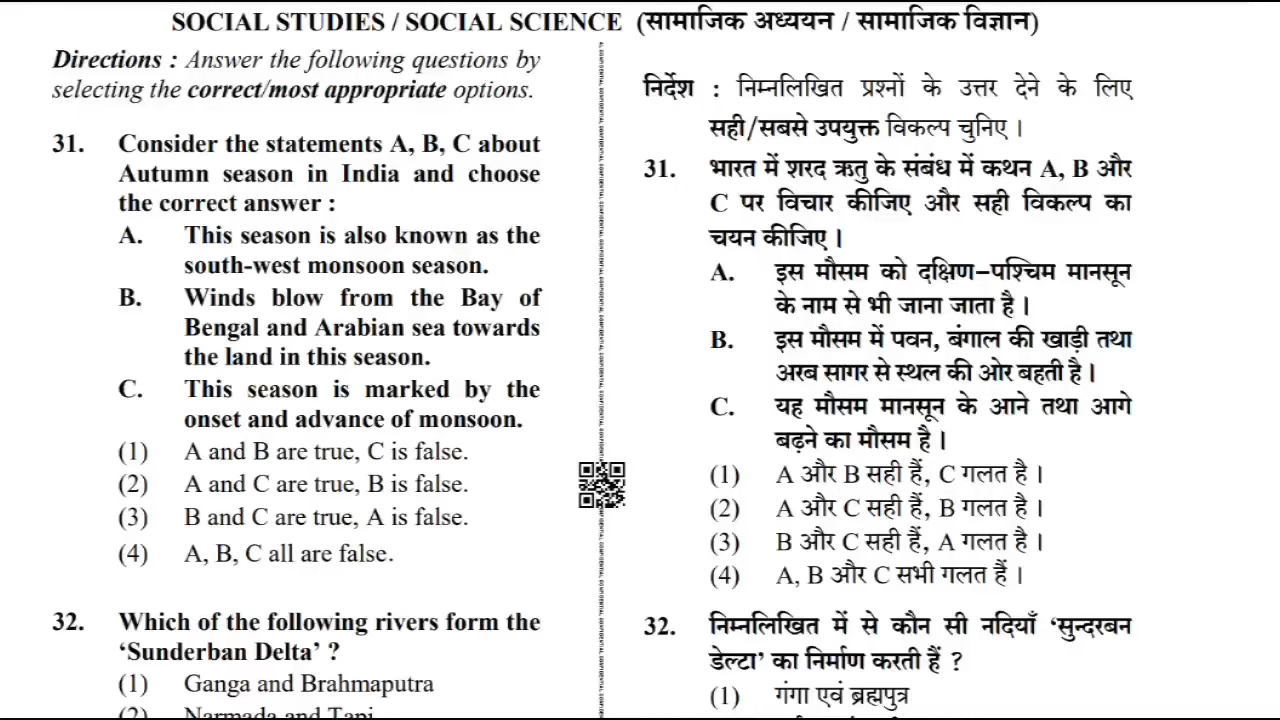 SOCIAL STUDIES / SOCIAL SCIENCE (सामाजिक अध्ययन / सामाजिक विज्ञान)
Directions : Answer the following questions by
selecting the correct/most appropriate options.
31. Consider the statements A, B, C about
Autumn season in India and choose
the correct answer :
A. This season is also known as the
south-west monsoon season.
B. Winds blow from the Bay of
Bengal and Arabian sea towards
the land in this season.
C. This season is marked by the
onset and advance of monsoon.
(1) A and B are true, C is false.
(2) A and C are true, B is false.
(3) B and C are true, A is false.
(4) A, B, C all are false.
32. Which of the following rivers form the
‘Sunderban Delta’ ?
(1) Ganga and Brahmaputra
(2) Narmada and Tapi
निर्देश : निम्नलिखित प्रश्नों के उत्तर देने के लिए
सही/सबसे उपयुक्त विकल्प चुनिए ।
31. भारत में शरद ऋतु के संबंध में कथन A, B और
C पर विचार कीजिए और सही विकल्प का
चयन कीजिए ।
A. इस मौसम को दक्षिण–पश्चिम मानसून
के नाम से भी जाना जाता है ।
B. इस मौसम में पवन, बंगाल की खाड़ी तथा
अरब सागर से स्थल की ओर बहती है ।
C. यह मौसम मानसून के आने तथा आगे
बढ़ने का मौसम है ।
(1) A और B सही हैं, C गलत है ।
(2) A और C सही हैं, B गलत है ।
(3) B और C सही हैं, A गलत है ।
(4) A, B और C सभी गलत हैं ।
32. निम्नलिखित में से कौन सी नदियाँ ‘सुन्दरबन
डेल्टा’ का निर्माण करती हैं ?
(1) गंगा एवं ब्रह्मपुत्र